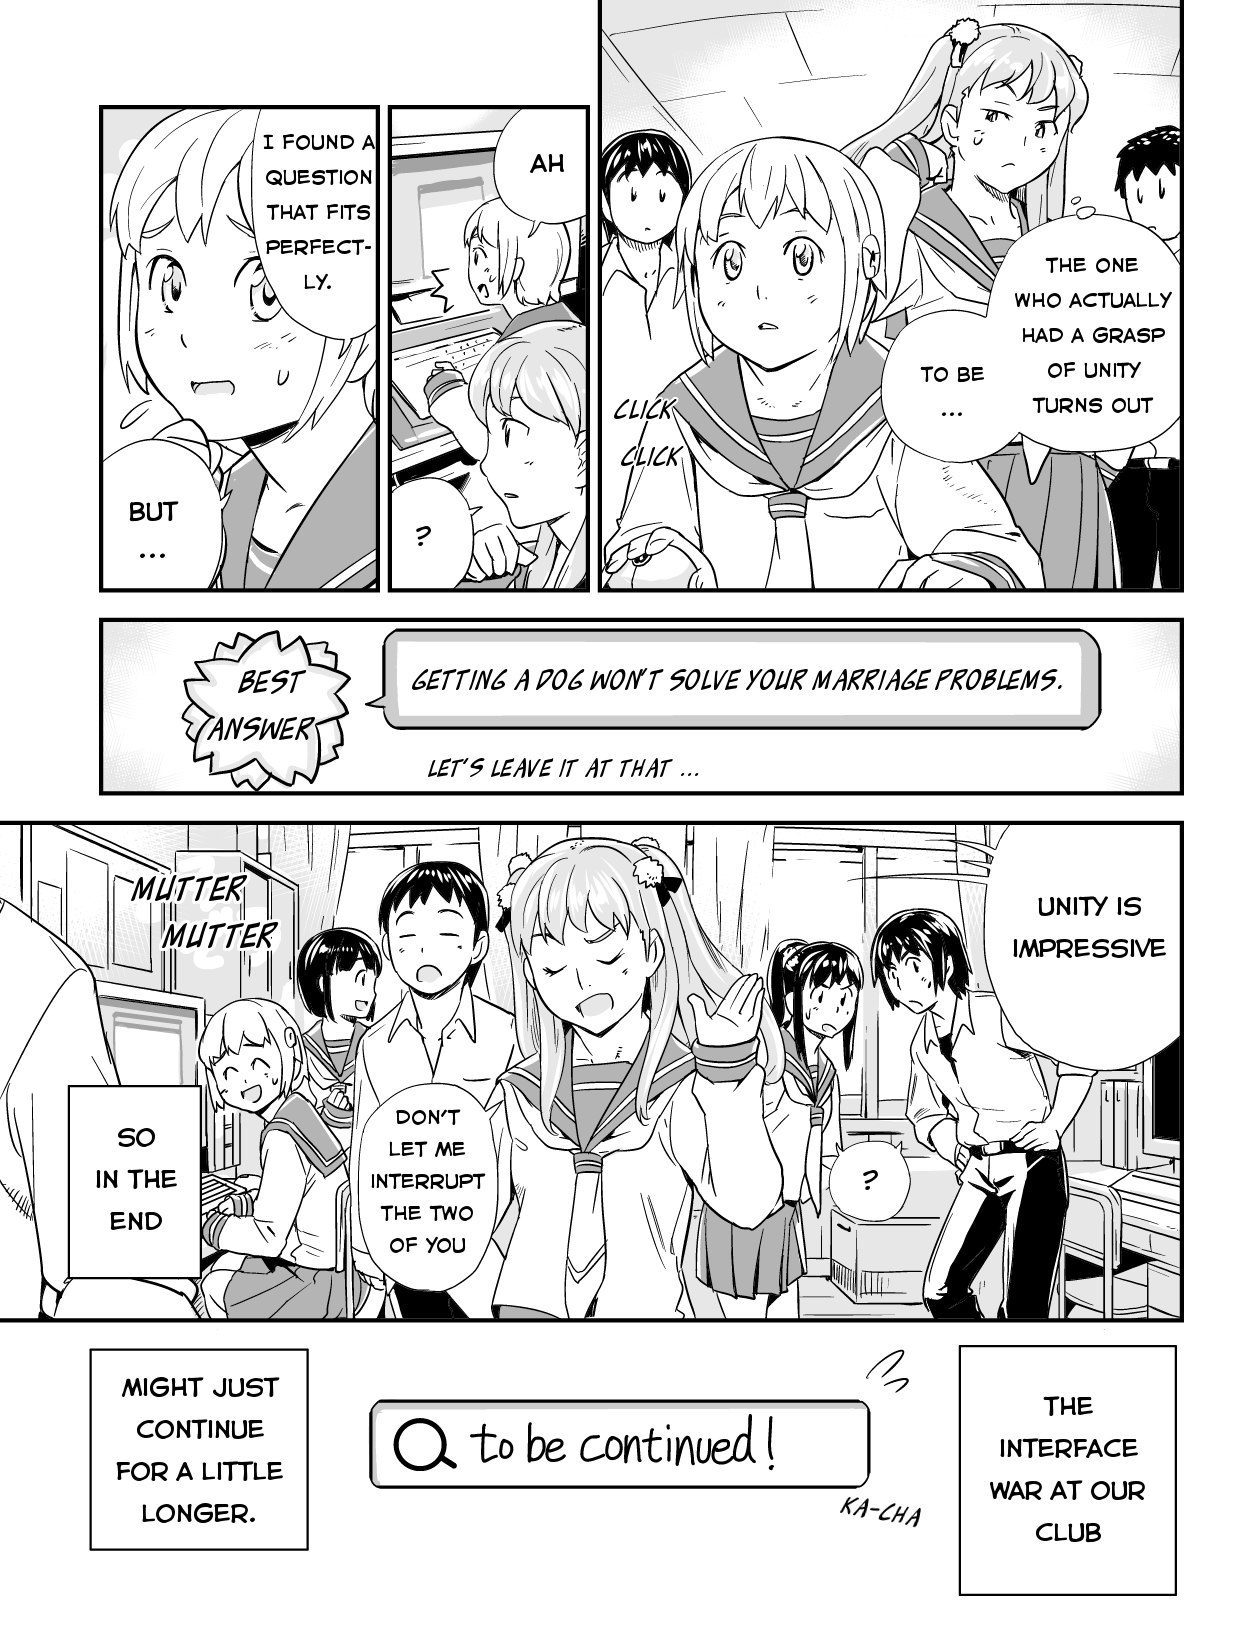 THE ONE
WHO ACTUALLY
HAD A GRASP
OF UNITY
TURNS OUT
TO BE
...
CLICK
CLICK
AH
?
I FOUND A
QUESTION
THAT FITS
PERFECT-
LY.
BUT
...
BEST
ANSWER
GETTING A DOG WON'T SOLVE YOUR MARRIAGE PROBLEMS.
LET'S LEAVE IT AT THAT ...
UNITY IS
IMPRESSIVE
?
DON'T
LET ME
INTERRUPT
THE TWO
OF YOU
MUTTER
MUTTER
SO
IN THE
END
THE
INTERFACE
WAR AT OUR
CLUB
to be continued!
KA-CHA
MIGHT JUST
CONTINUE
FOR A LITTLE
LONGER.